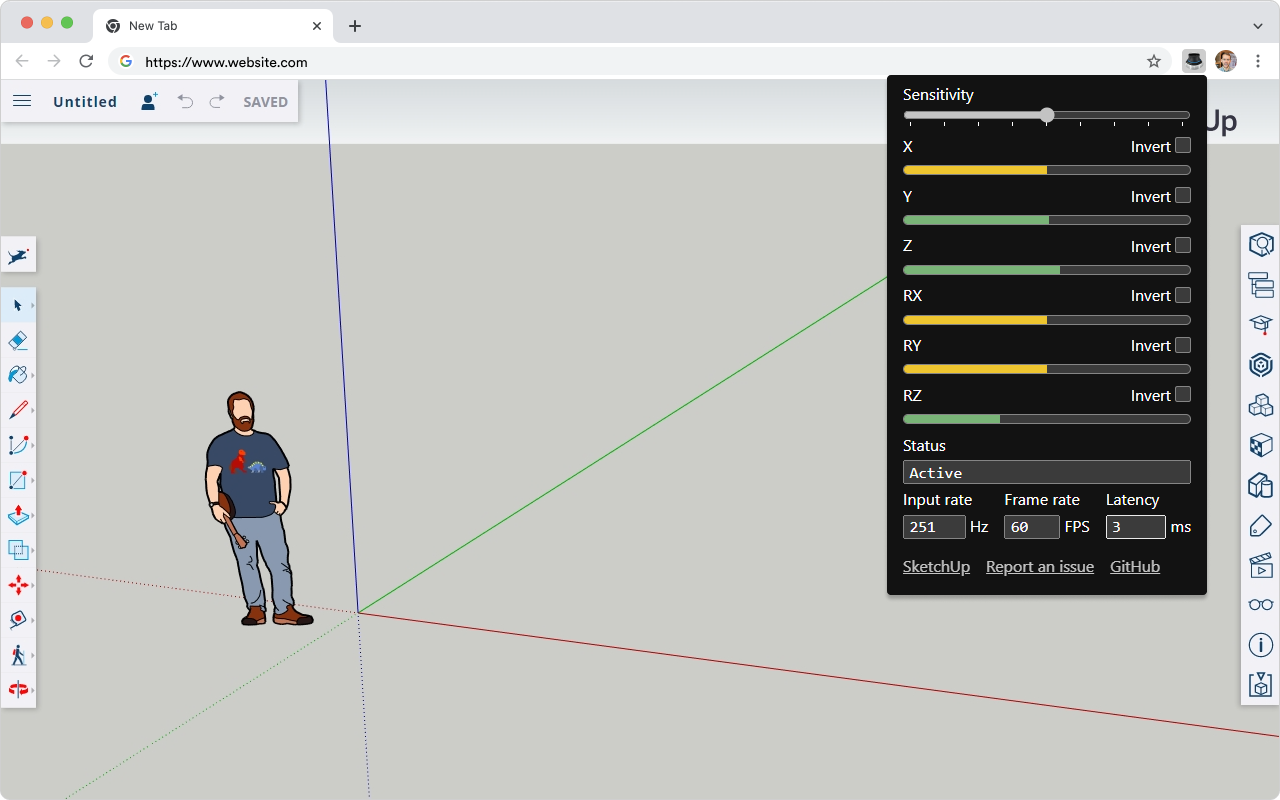 New Tab
https://www.website.com
Untitled
SAVED
Up
Sensitivity
X Invert
Y Invert
Z Invert
RX Invert
RY Invert
RZ Invert
Status
Active
Input rate Frame rate Latency
251 Hz 60 FPS 3 ms
SketchUp Report an issue GitHub